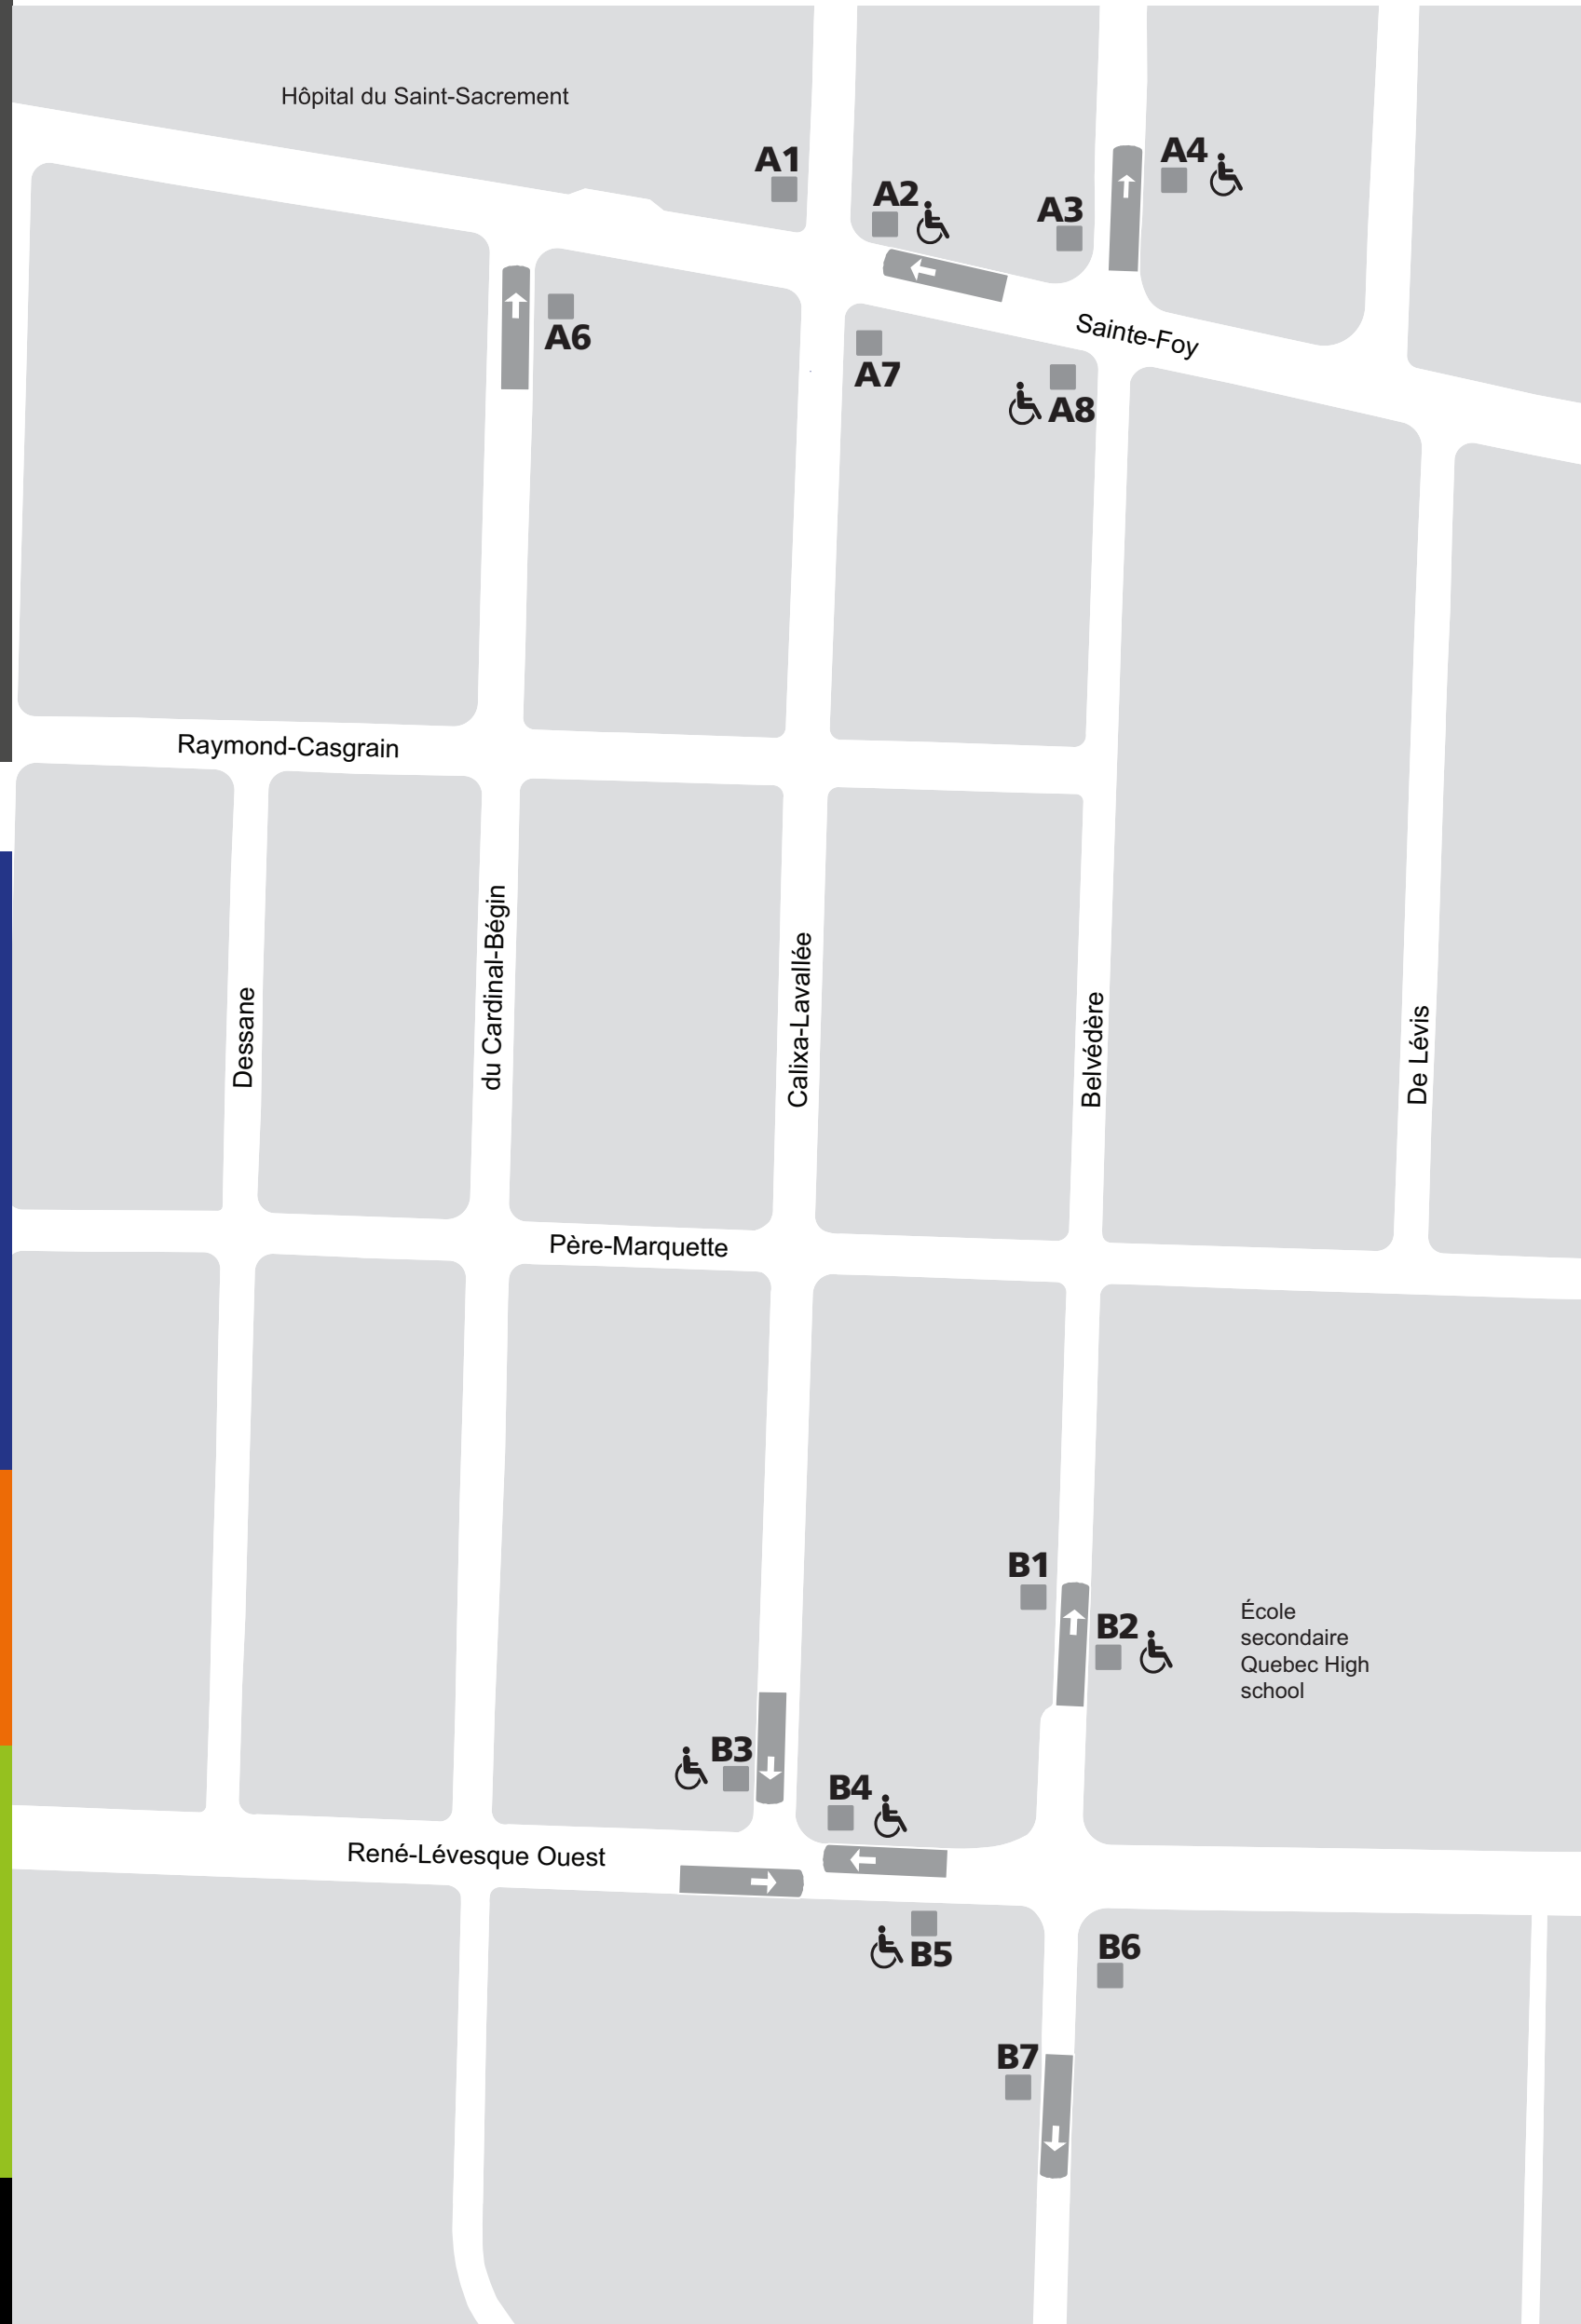 Hôpital du Saint-Sacrement
A1
A2
A3
A4
Sainte-Foy
A6
A7
A8
Raymond-Casgrain
Dessane
du Cardinal-Bégin
Calixa-Lavallée
Belvédère
De Lévis
Père-Marquette
B1
B2
École
secondaire
Quebec High
school
B3
B4
René-Lévesque Ouest
B5
B6
B7